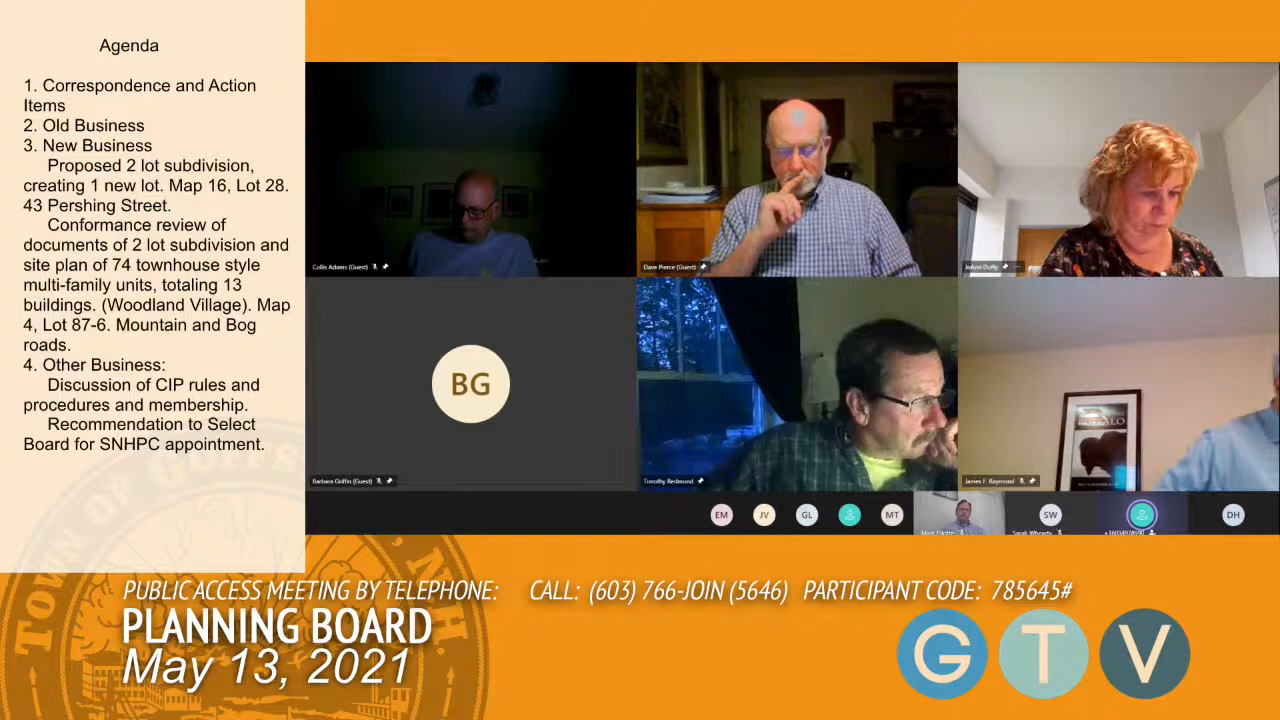 Agenda
1. Correspondence and Action
Items
2. Old Business
3. New Business
Proposed 2 lot subdivision,
creating 1 new lot. Map 16, Lot 28.
43 Pershing Street.
Conformance review of
documents of 2 lot subdivision and
site plan of 74 townhouse style
multi-family units, totaling 13
buildings. (Woodland Village). Map
4, Lot 87-6. Mountain and Bog
roads.
4. Other Business:
Discussion of CIP rules and
procedures and membership.
Recommendation to Select
Board for SNHPC appointment.
Collis Adams (Guest)
Dave Pierce (Guest)
JoAnn Duffy
BG
Barbara Griffin (Guest)
Timothy Redmond
BUFFALO
James F. Raymond
EM
JV
GL
MT
SW
DH
Sarah Whearty
PUBLIC ACCESS MEETING BY TELEPHONE: CALL: (603) 766-JOIN (5646) PARTICIPANT CODE: 785645#
PLANNING BOARD
May 13, 2021
G T V
TOWN OF
N.H.